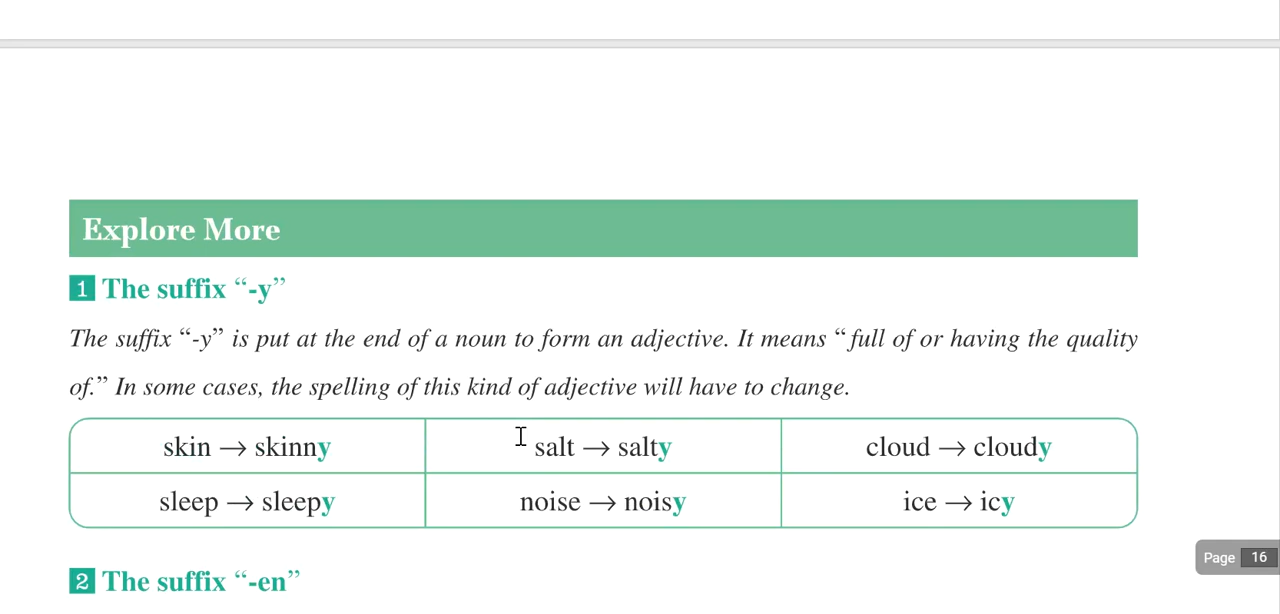 Explore More
1 The suffix “-y”
The suffix “-y” is put at the end of a noun to form an adjective. It means “full of or having the quality
of.” In some cases, the spelling of this kind of adjective will have to change.
skin → skinny salt → salty cloud → cloudy
sleep → sleepy noise → noisy ice → icy
Page 16
2 The suffix “-en”